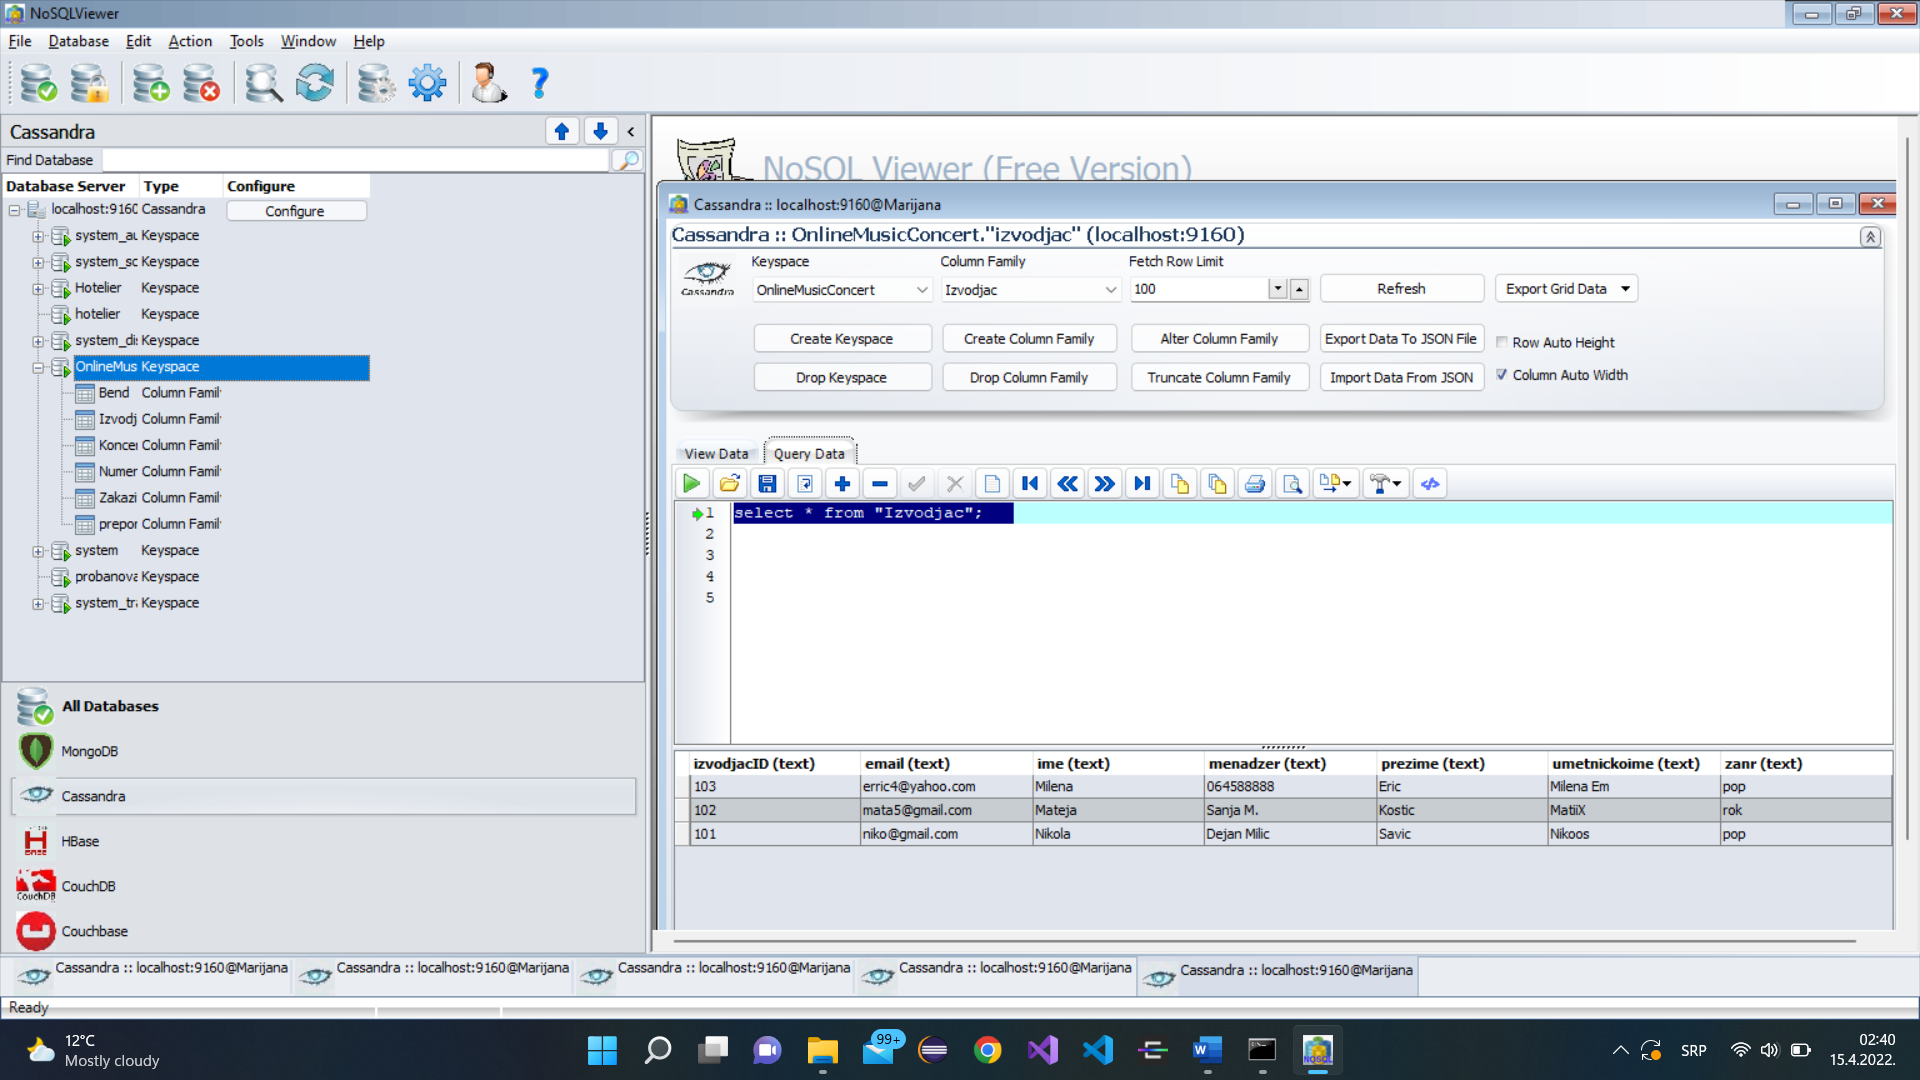 NoSQLViewer
File Database Edit Action Tools Window Help
Cassandra
Find Database
Database Server Type Configure
localhost:9160 Cassandra Configure
system_au Keyspace
system_sc Keyspace
Hotelier Keyspace
hotelier Keyspace
system_di: Keyspace
OnlineMus Keyspace
Bend Column Famil
Izvodj Column Famil
Koncer Column Famil
Numer Column Famil
Zakazi Column Famil
prepor Column Famil
system Keyspace
probanova Keyspace
system_tr: Keyspace
All Databases
MongoDB
Cassandra
HBase
CouchDB
Couchbase
NoSQL Viewer (Free Version)
Cassandra :: localhost:9160@Marijana
Cassandra :: OnlineMusicConcert."izvodjac" (localhost:9160)
Cassandra
Keyspace Column Family Fetch Row Limit
OnlineMusicConcert Izvodjac 100 Refresh Export Grid Data
Create Keyspace Create Column Family Alter Column Family Export Data To JSON File Row Auto Height
Drop Keyspace Drop Column Family Truncate Column Family Import Data From JSON Column Auto Width
View Data Query Data
1 select * from "Izvodjac";
2
3
4
5
izvodjacID (text) email (text) ime (text) menadzer (text) prezime (text) umetnickoime (text) zanr (text)
103 erric4@yahoo.com Milena 064588888 Eric Milena Em pop
102 mata5@gmail.com Mateja Sanja M. Kostic MatiiX rok
101 niko@gmail.com Nikola Dejan Milic Savic Nikoos pop
Cassandra :: localhost:9160@Marijana Cassandra :: localhost:9160@Marijana Cassandra :: localhost:9160@Marijana Cassandra :: localhost:9160@Marijana Cassandra :: localhost:9160@Marijana
Ready
12°C
Mostly cloudy
99+
NOSQL
SRP
02:40
15.4.2022.